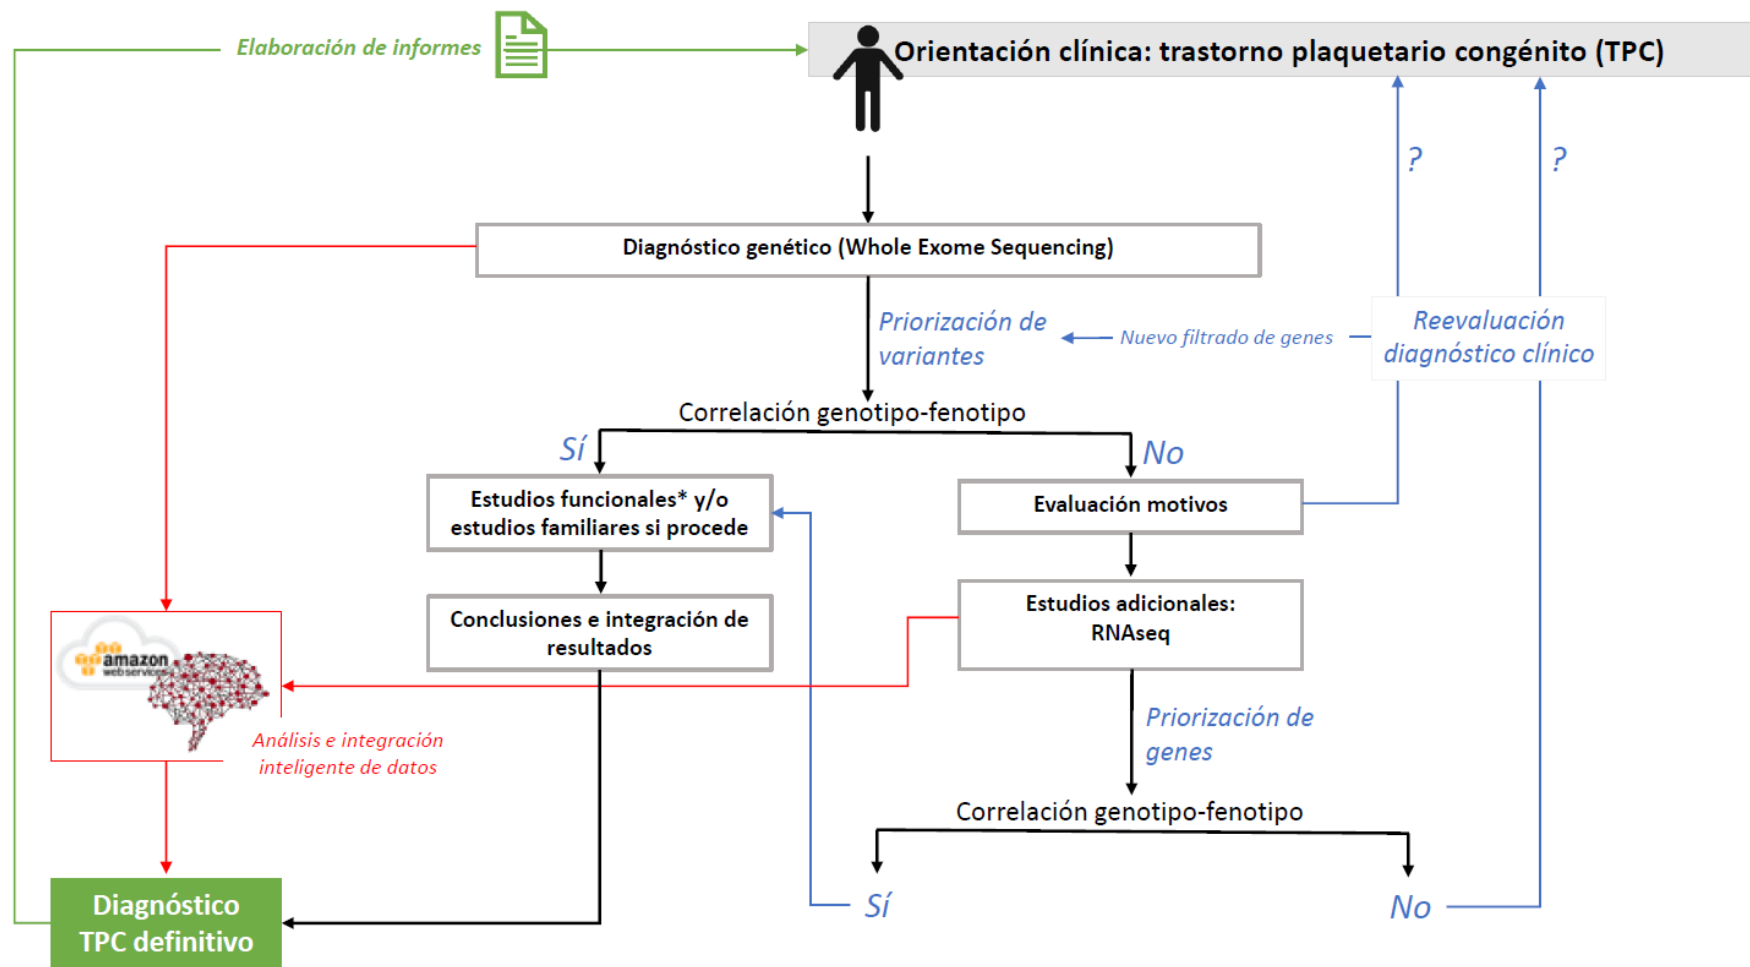 Elaboración de informes
Orientación clínica: trastorno plaquetario congénito (TPC)
?
?
Diagnóstico genético (Whole Exome Sequencing)
Priorización de
variantes
Nuevo filtrado de genes
Reevaluación
diagnóstico clínico
Correlación genotipo-fenotipo
Sí
No
Estudios funcionales* y/o
estudios familiares si procede
Evaluación motivos
Conclusiones e integración de
resultados
Estudios adicionales:
RNAseq
amazon
web services
Análisis e integración
inteligente de datos
Priorización de
genes
Correlación genotipo-fenotipo
Sí
No
Diagnóstico
TPC definitivo